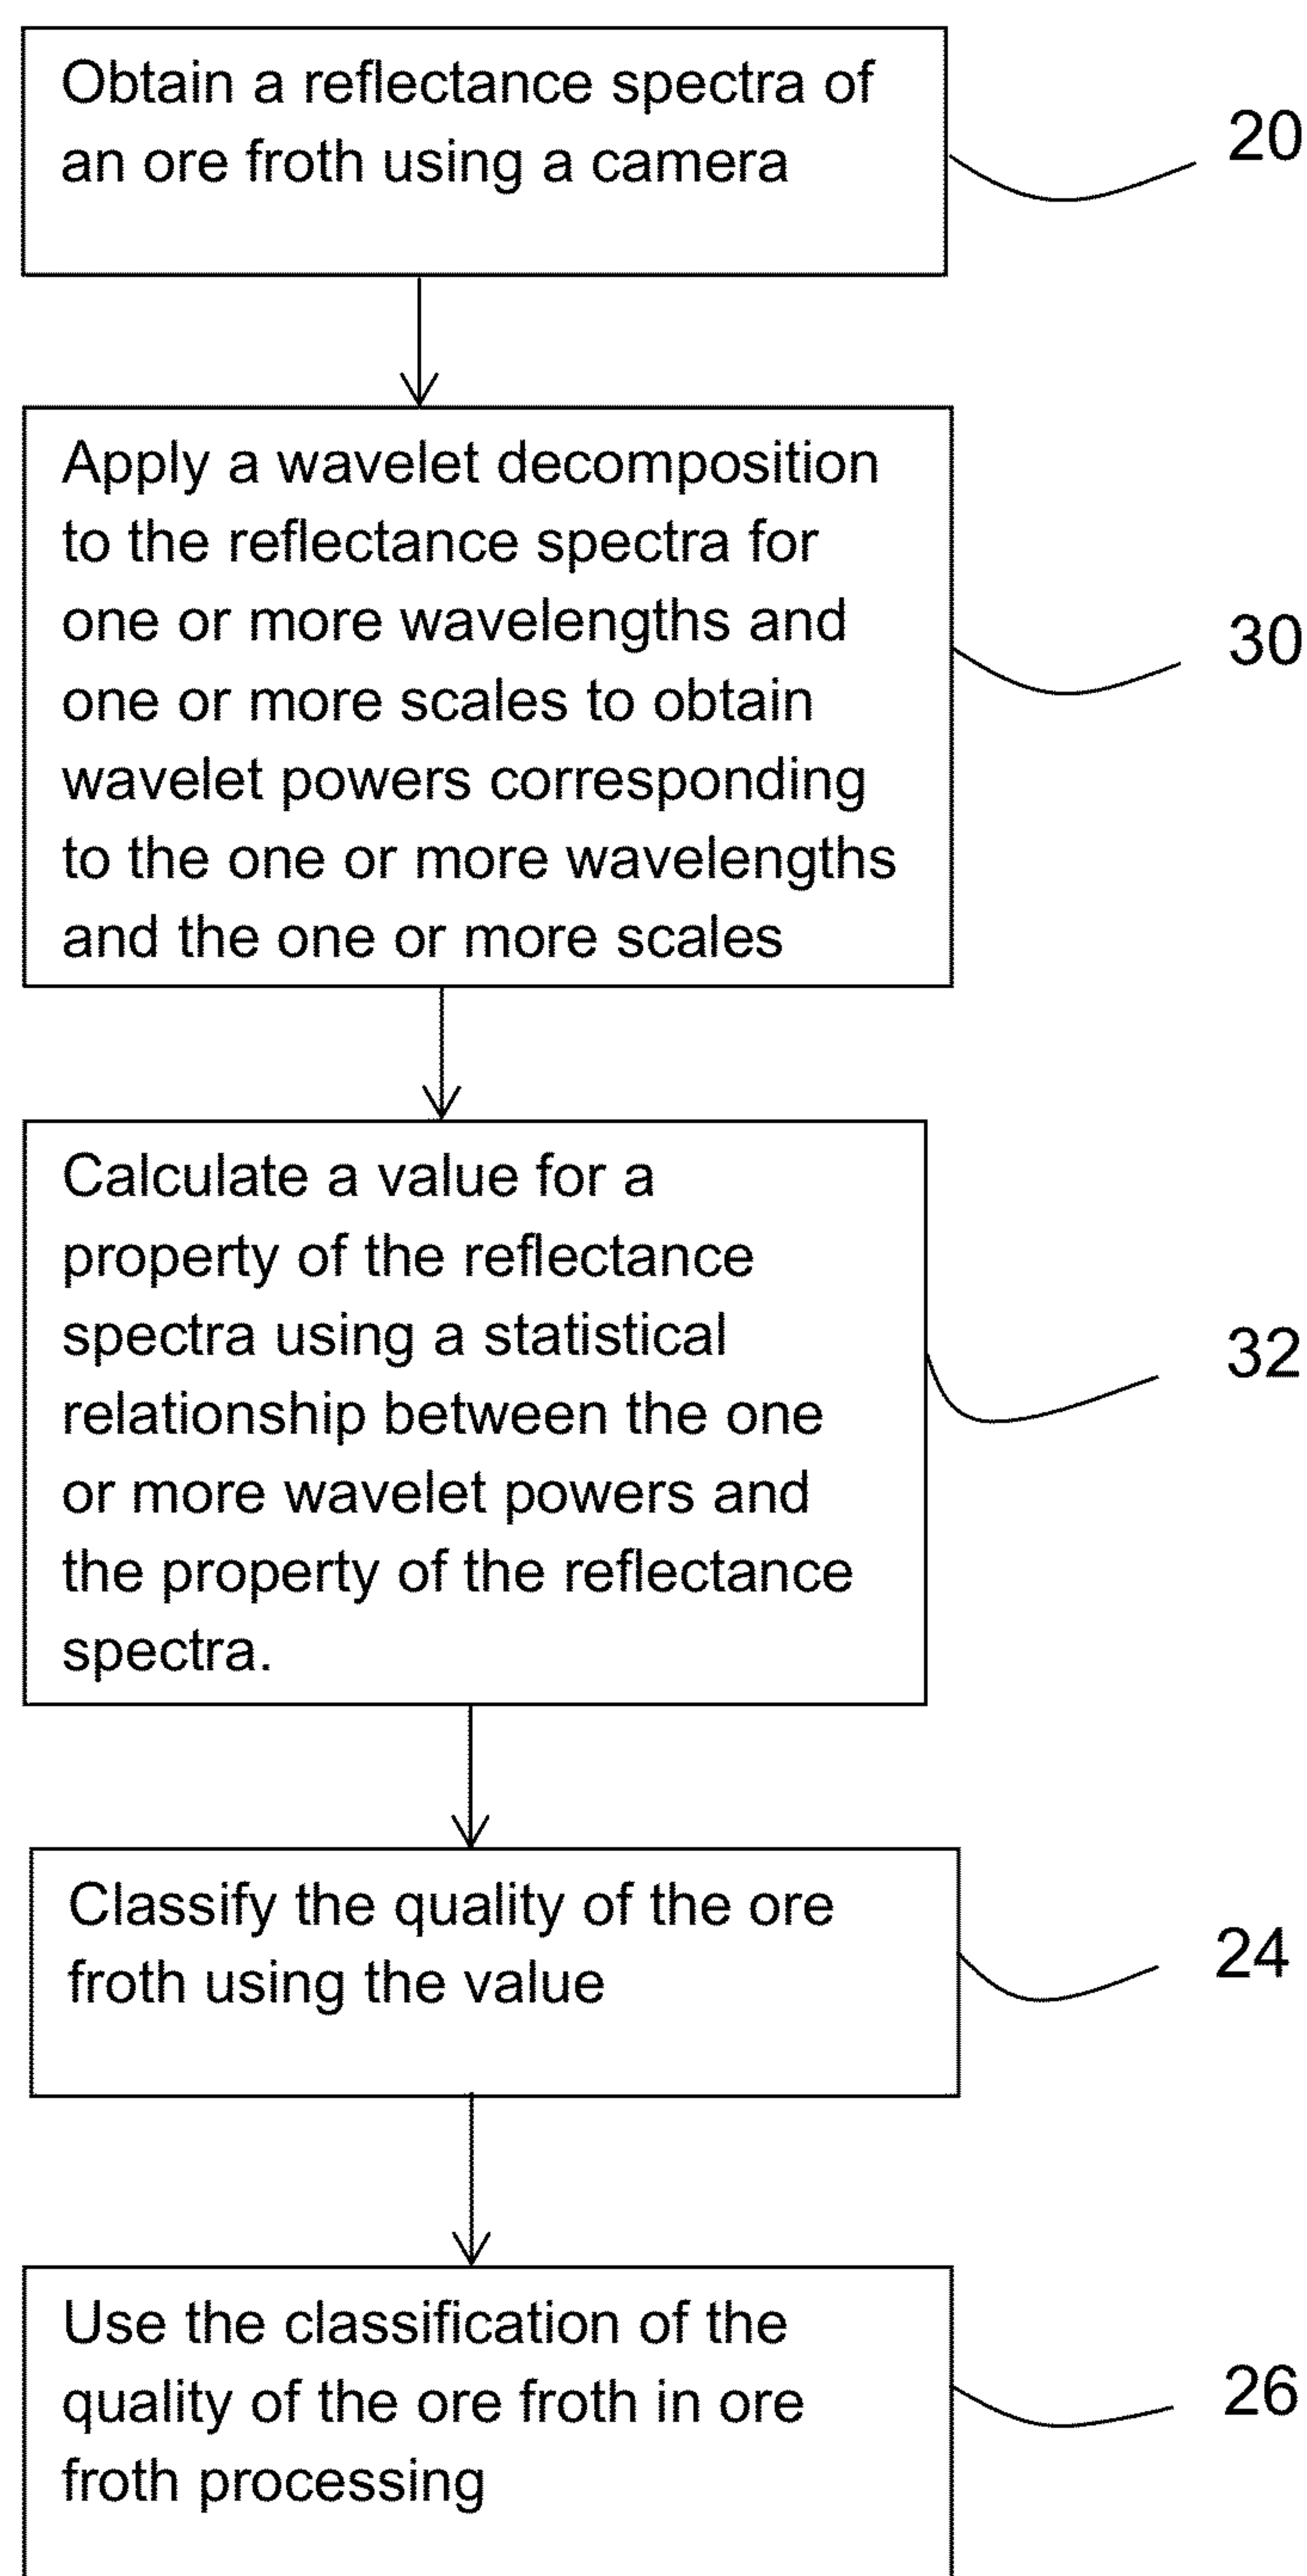 Obtain a reflectance spectra of
an ore froth using a camera
20
Apply a wavelet decomposition
to the reflectance spectra for
one or more wavelengths and
one or more scales to obtain
wavelet powers corresponding
to the one or more wavelengths
and the one or more scales
30
Calculate a value for a
property of the reflectance
spectra using a statistical
relationship between the one
or more wavelet powers and
the property of the reflectance
spectra.
32
Classify the quality of the ore
froth using the value
24
Use the classification of the
quality of the ore froth in ore
froth processing
26